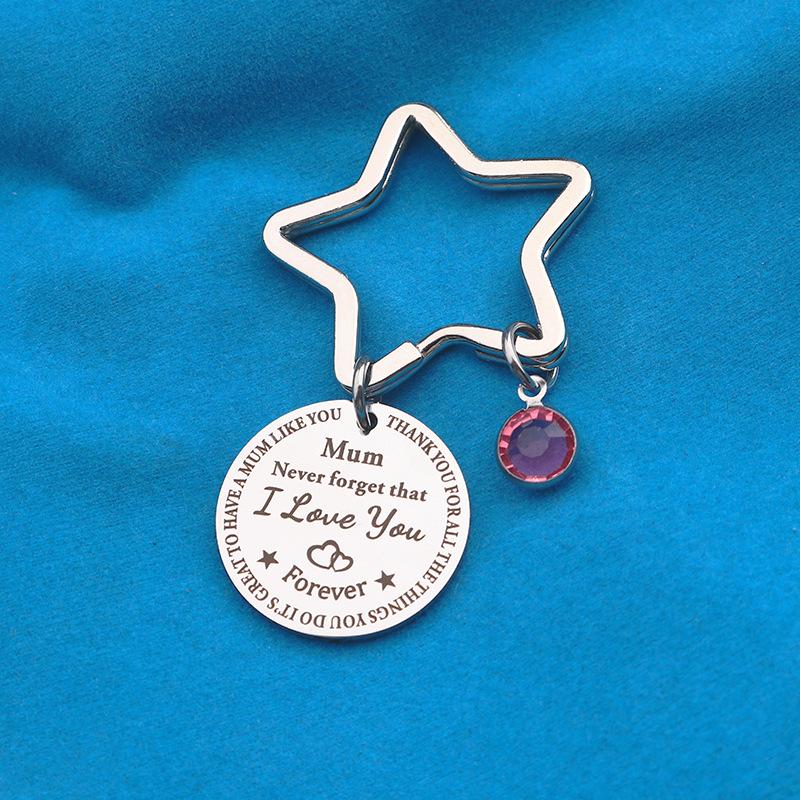 THANK YOU FOR ALL THE THINGS YOU DO IT'S GREAT TO HAVE A MUM LIKE YOU
Mum
Never forget that
I Love You
Forever